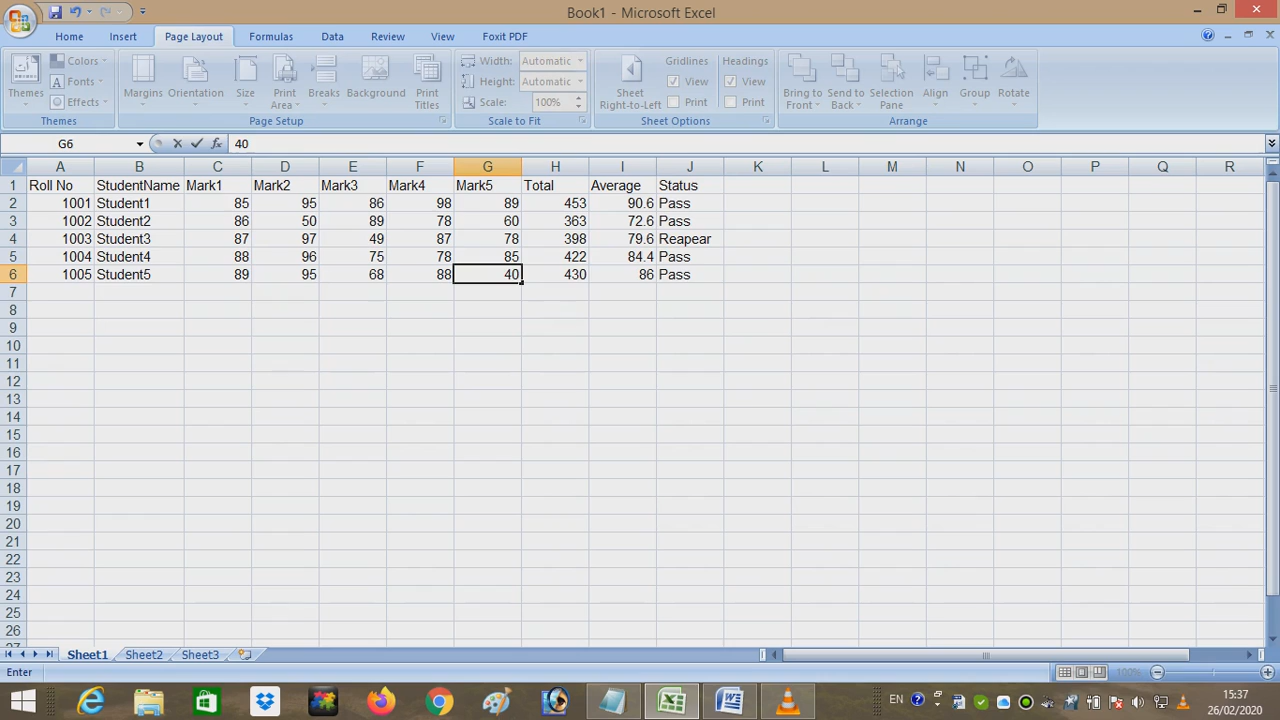 Book1 - Microsoft Excel
Home Insert Page Layout Formulas Data Review View Foxit PDF
Colors Width: Automatic Gridlines Headings
Fonts Height: Automatic View View
Effects Scale: 100% Print Print
Themes Margins Orientation Size Print Area Breaks Background Print Titles Sheet Right-to-Left Bring to Front Send to Back Selection Pane Align Group Rotate
Themes Page Setup Scale to Fit Sheet Options Arrange
G6 fx 40
A B C D E F G H I J K L M N O P Q R
1 Roll No StudentName Mark1 Mark2 Mark3 Mark4 Mark5 Total Average Status
2 1001 Student1 85 95 86 98 89 453 90.6 Pass
3 1002 Student2 86 50 89 78 60 363 72.6 Pass
4 1003 Student3 87 97 49 87 78 398 79.6 Reapear
5 1004 Student4 88 96 75 78 85 422 84.4 Pass
6 1005 Student5 89 95 68 88 40 430 86 Pass
7
8
9
10
11
12
13
14
15
16
17
18
19
20
21
22
23
24
25
26
27
Sheet1 Sheet2 Sheet3
Enter 100%
EN 15:37
26/02/2020